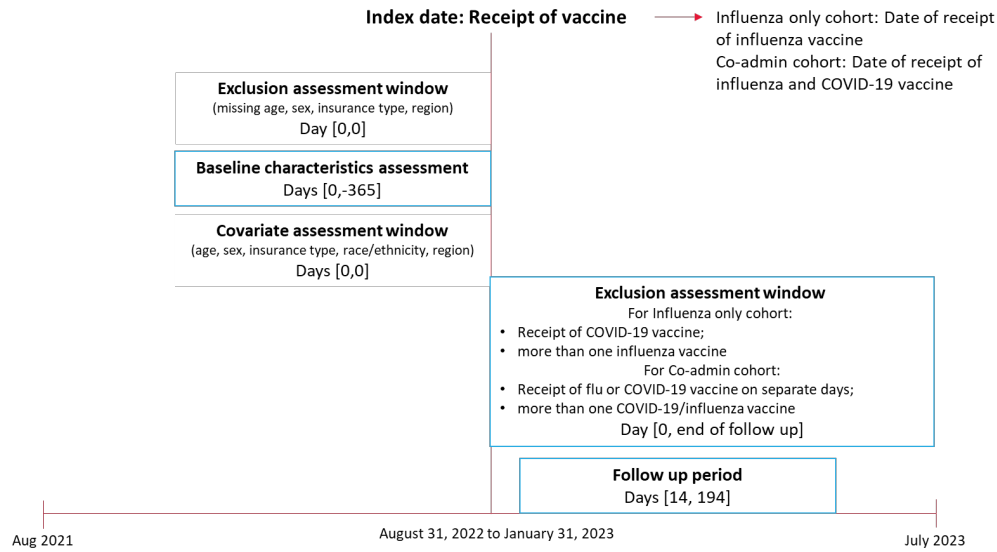 Index date: Receipt of vaccine
Influenza only cohort: Date of receipt
of influenza vaccine
Co-admin cohort: Date of receipt of
influenza and COVID-19 vaccine
Exclusion assessment window
(missing age, sex, insurance type, region)
Day [0,0]
Baseline characteristics assessment
Days [0,-365]
Covariate assessment window
(age, sex, insurance type, race/ethnicity, region)
Days [0,0]
Exclusion assessment window
For Influenza only cohort:
• Receipt of COVID-19 vaccine;
• more than one influenza vaccine
For Co-admin cohort:
• Receipt of flu or COVID-19 vaccine on separate days;
• more than one COVID-19/influenza vaccine
Day [0, end of follow up]
Follow up period
Days [14, 194]
Aug 2021
August 31, 2022 to January 31, 2023
July 2023